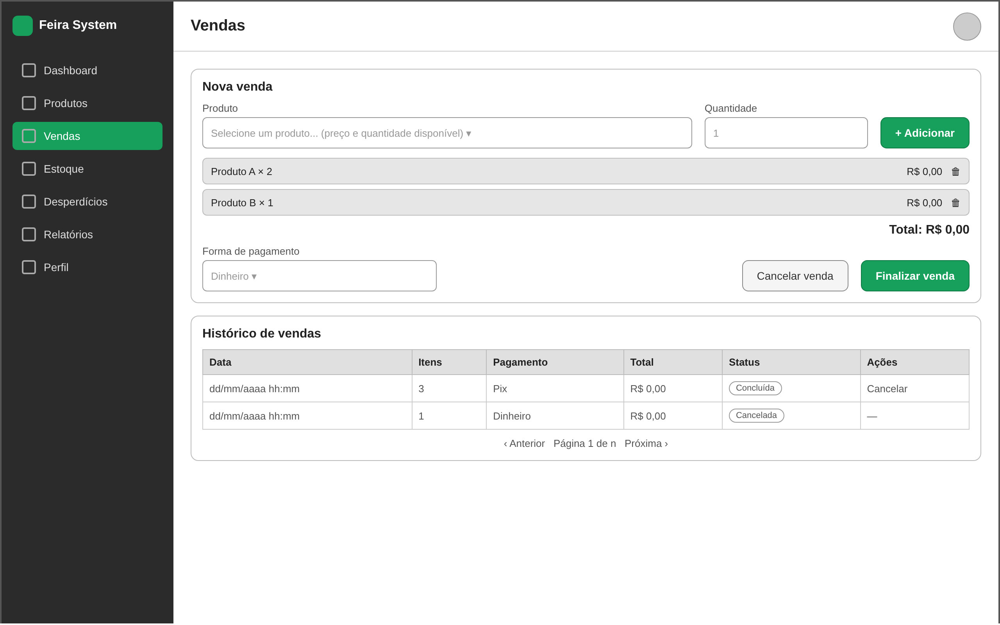 Feira System
Dashboard
Produtos
Vendas
Estoque
Desperdícios
Relatórios
Perfil
Vendas
Nova venda
Produto
Quantidade
Selecione um produto... (preço e quantidade disponível) ▾
1
+ Adicionar
Produto A × 2
R$ 0,00 🗑
Produto B × 1
R$ 0,00 🗑
Total: R$ 0,00
Forma de pagamento
Dinheiro ▾
Cancelar venda
Finalizar venda
Histórico de vendas
Data Itens Pagamento Total Status Ações
dd/mm/aaaa hh:mm 3 Pix R$ 0,00 Concluída Cancelar
dd/mm/aaaa hh:mm 1 Dinheiro R$ 0,00 Cancelada —
‹ Anterior Página 1 de n Próxima ›